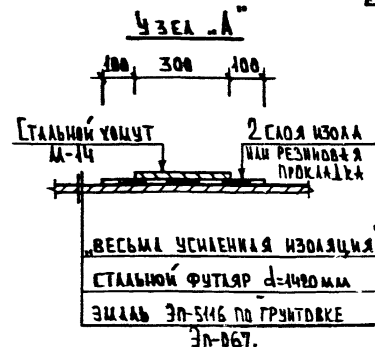 Узел „А"
100 300 100
Стальной хомут
М-14
2 слоя изола
или резиновая
прокладка
„Весьма усиленная изоляция"
Стальной футляр d=1420мм
Эмаль Эп-5116 по грунтовке
Эп-067.